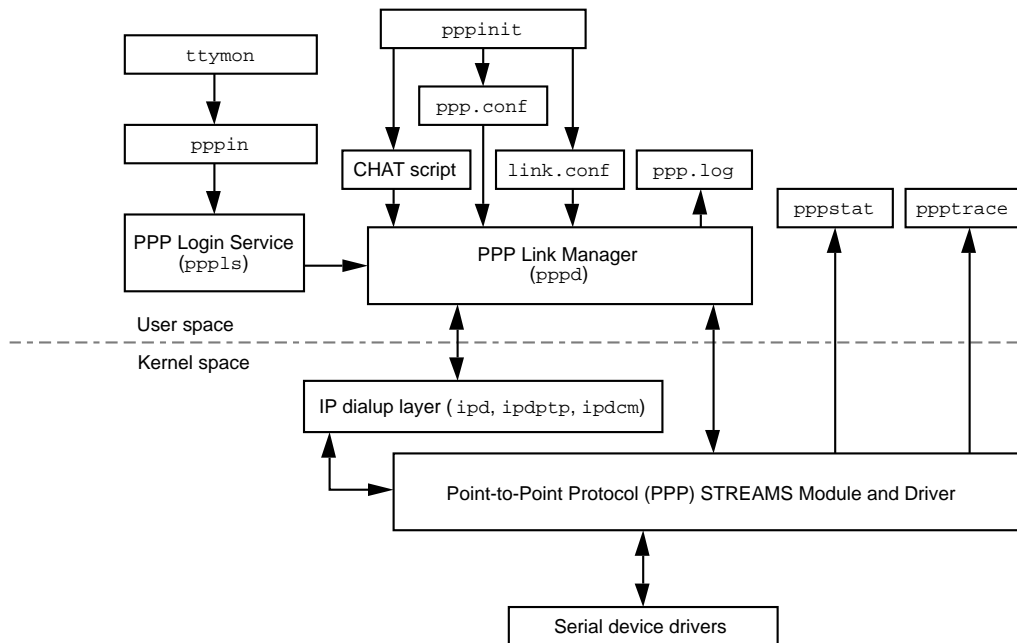 pppinit
ttymon
ppp.conf
pppin
CHAT script
link.conf
ppp.log
pppstat
ppptrace
PPP Login Service
(pppls)
PPP Link Manager
(pppd)
User space
Kernel space
IP dialup layer ( ipd, ipdptp, ipdcm)
Point-to-Point Protocol (PPP) STREAMS Module and Driver
Serial device drivers